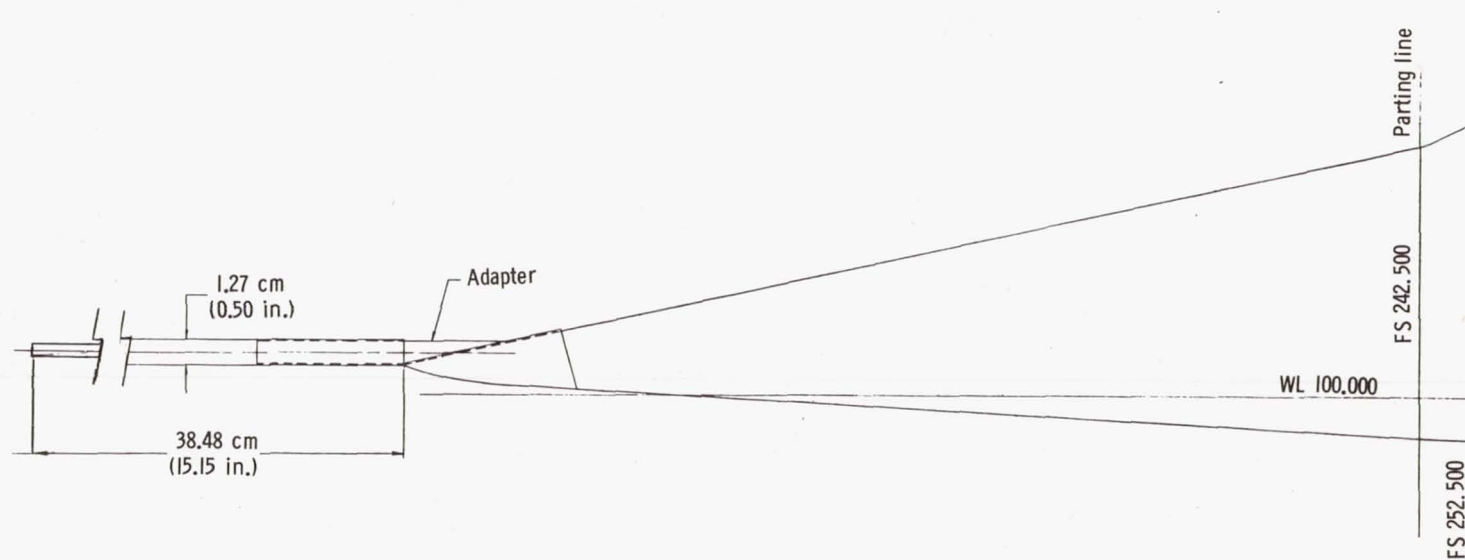 Parting line
FS 242.500
1.27 cm
(0.50 in.)
Adapter
WL 100.000
38.48 cm
(15.15 in.)
FS 252.500